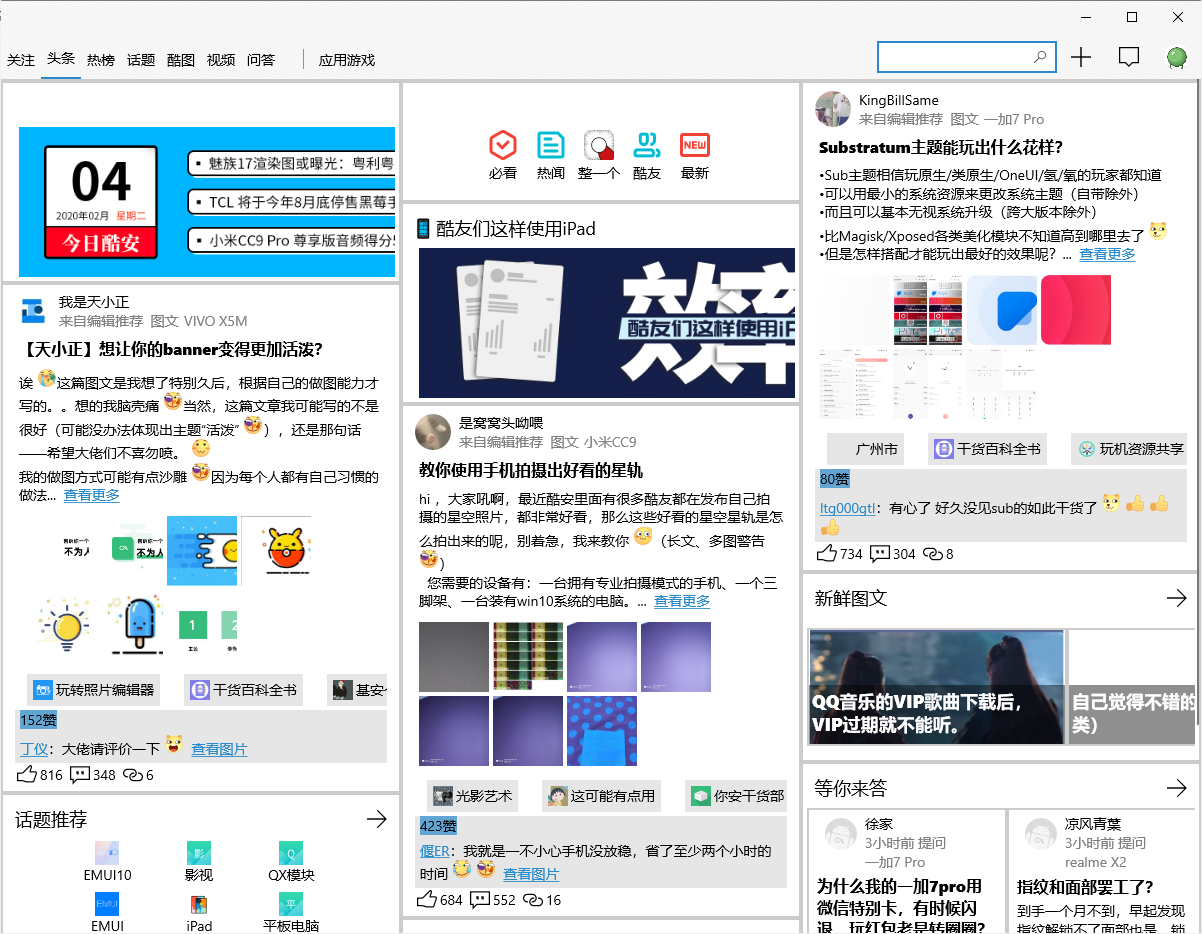 关注 头条 热榜 话题 酷图 视频 问答 应用游戏
04
2020年02月 星期二
今日酷安
▪ 魅族17渲染图或曝光：粤利粤
▪ TCL 将于今年8月底停售黑莓手
▪ 小米CC9 Pro 尊享版音频得分
我是天小正
来自编辑推荐 图文 VIVO X5M
【天小正】想让你的banner变得更加活泼？
诶 这篇图文是我想了特别久后，根据自己的做图能力才
写的。。想的我脑壳痛 当然，这篇文章我可能写的不是
很好（可能没办法体现出主题“活泼” ），还是那句话
——希望大佬们不喜勿喷。
我的做图方式可能有点沙雕 因为每个人都有自己习惯的
做法... 查看更多
不为人
不为人
1
2
玩转照片编辑器 干货百科全书 基安
152赞
丁仪：大佬请评价一下 查看图片
816 348 6
话题推荐
EMUI10 影视 QX模块
EMUI iPad 平板电脑
必看 热闻 整一个 酷友 最新
NEW
酷友们这样使用iPad
酷友们这样使用iP
是窝窝头呦喂
来自编辑推荐 图文 小米CC9
教你使用手机拍摄出好看的星轨
hi ，大家吼啊，最近酷安里面有很多酷友都在发布自己拍
摄的星空照片，都非常好看，那么这些好看的星空星轨是怎
么拍出来的呢，别着急，我来教你 （长文、多图警告
）
您需要的设备有：一台拥有专业拍摄模式的手机、一个三
脚架、一台装有win10系统的电脑。... 查看更多
光影艺术 这可能有点用 你安干货部
423赞
偃ER：我就是一不小心手机没放稳，省了至少两个小时的
时间 查看图片
684 552 16
KingBillSame
来自编辑推荐 图文 一加7 Pro
Substratum主题能玩出什么花样？
•Sub主题相信玩原生/类原生/OneUI/氢/氧的玩家都知道
•可以用最小的系统资源来更改系统主题（自带除外）
•而且可以基本无视系统升级（跨大版本除外）
•比Magisk/Xposed各类美化模块不知道高到哪里去了
•但是怎样搭配才能玩出最好的效果呢？... 查看更多
广州市 干货百科全书 玩机资源共享
80赞
ltg000gtl：有心了 好久没见sub的如此干货了
734 304 8
新鲜图文
QQ音乐的VIP歌曲下载后，
VIP过期就不能听。
自己觉得不错的
类）
等你来答
徐家
3小时前 提问
一加7 Pro
为什么我的一加7pro用
微信特别卡，有时候闪
退，玩红包老是转圈圈？
凉风青葉
3小时前 提问
realme X2
指纹和面部罢工了？
到手一个月不到，早起发现
指纹解锁不了面部也是，锁